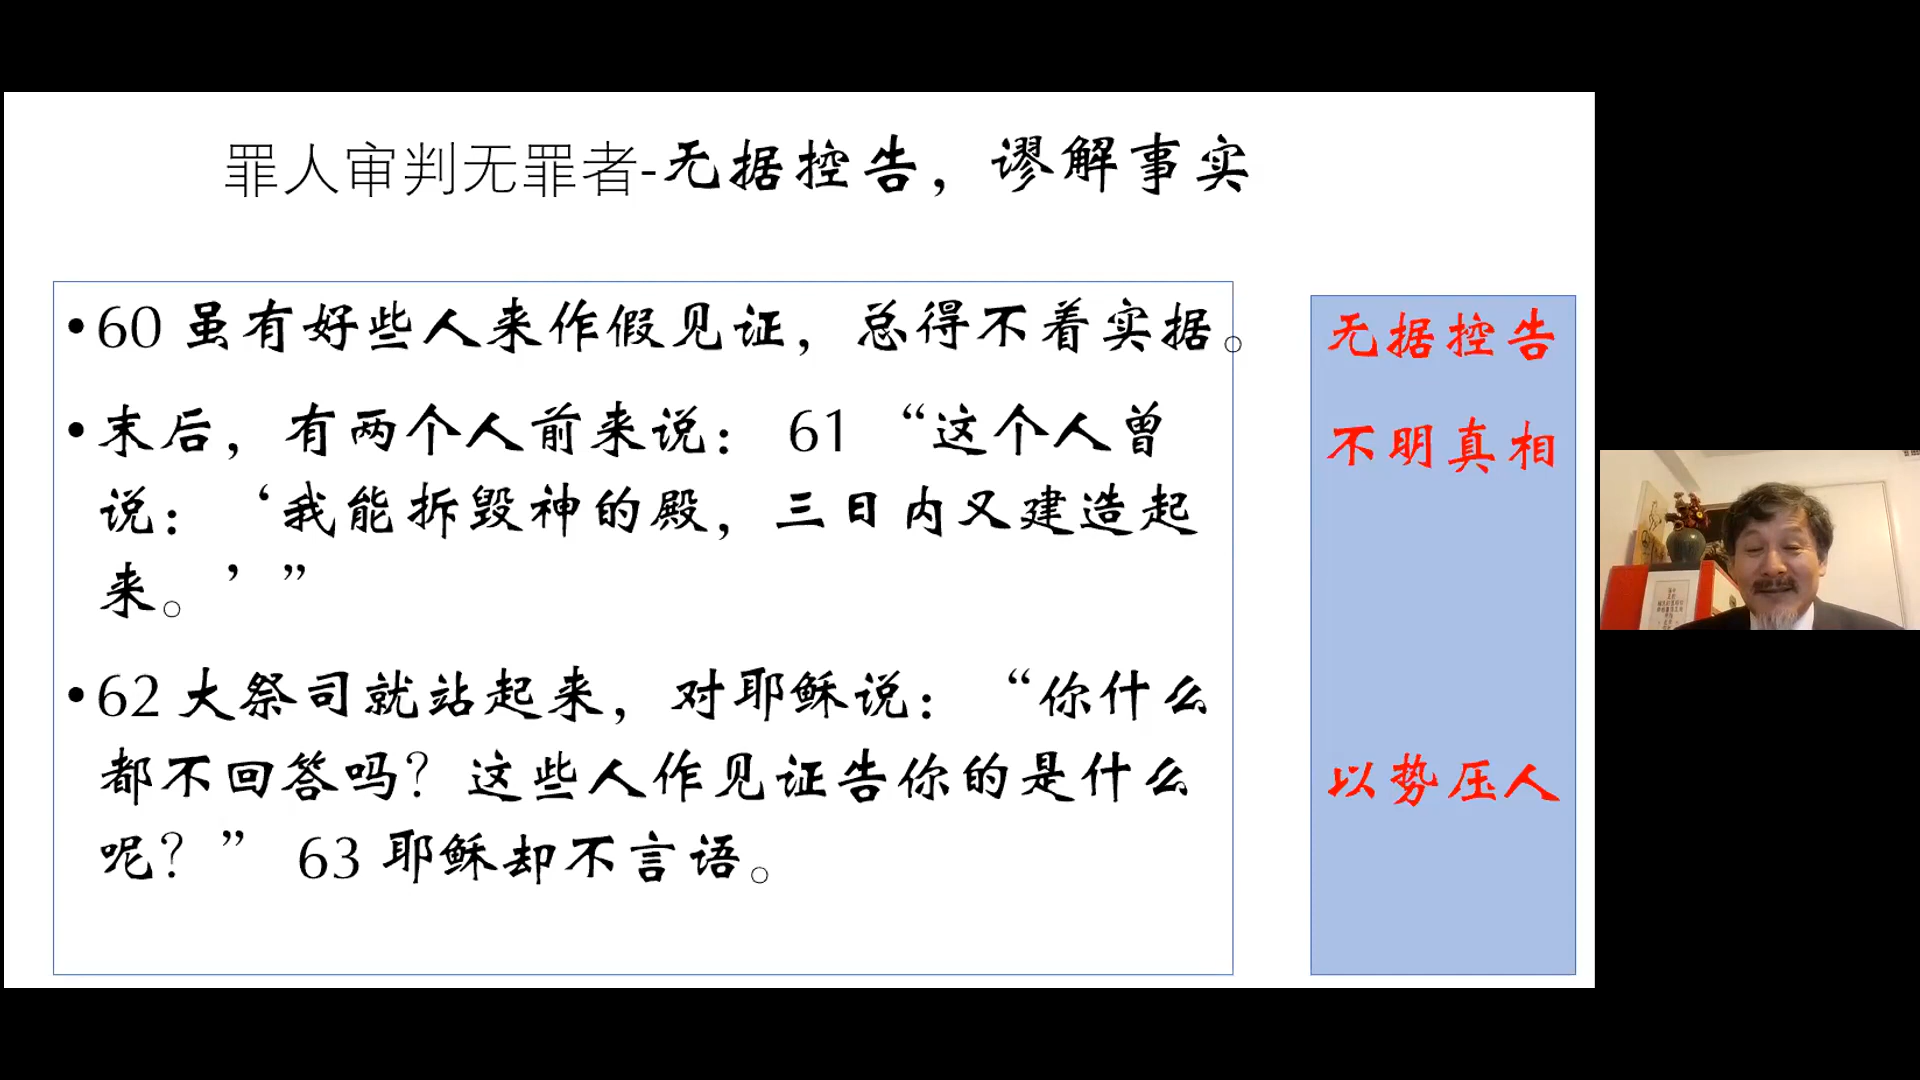 罪人审判无罪者-无据控告，谬解事实
•60 虽有好些人来作假见证，总得不着实据。
•末后，有两个人前来说： 61 “这个人曾
说：‘我能拆毁神的殿，三日内又建造起
来。’”
•62 大祭司就站起来，对耶稣说：“你什么
都不回答吗？这些人作见证告你的是什么
呢？” 63 耶稣却不言语。
无据控告
不明真相
以势压人